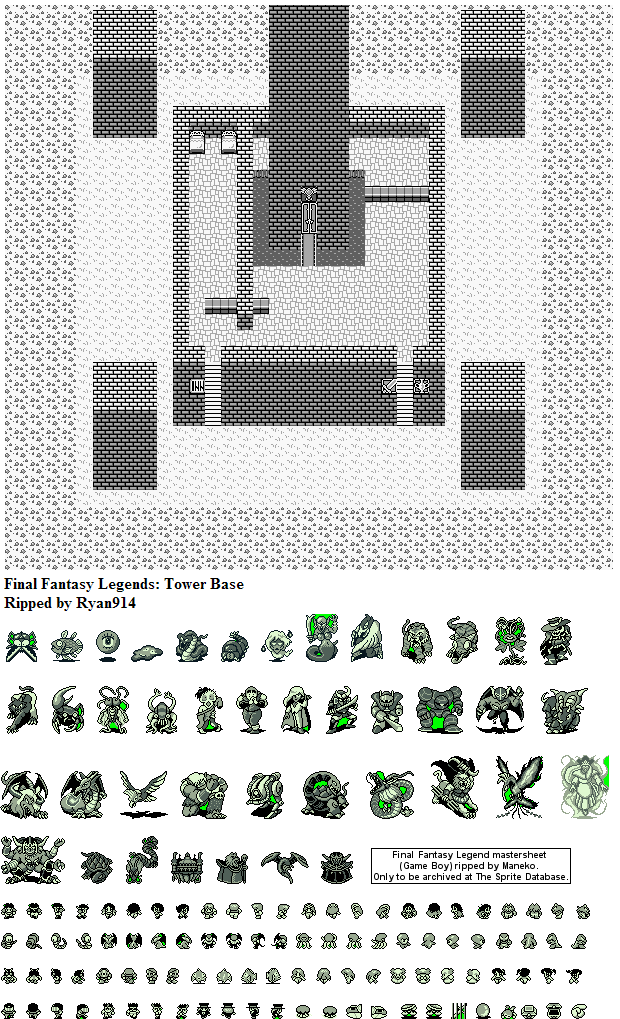 Final Fantasy Legends: Tower Base
Ripped by Ryan914
Final Fantasy Legend mastersheet
(Game Boy) ripped by Maneko.
Only to be archived at The Sprite Database.